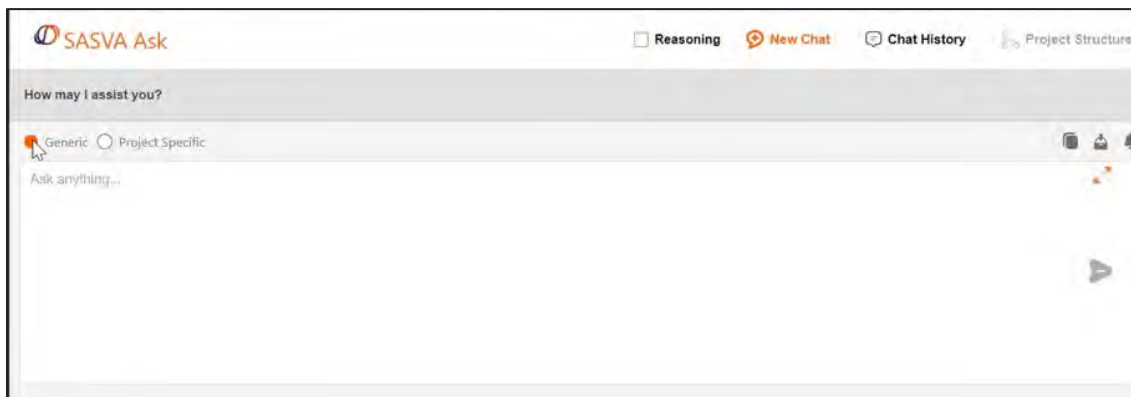 SASVA Ask
Reasoning New Chat Chat History Project Structure
How may I assist you?
Generic Project Specific
Ask anything...